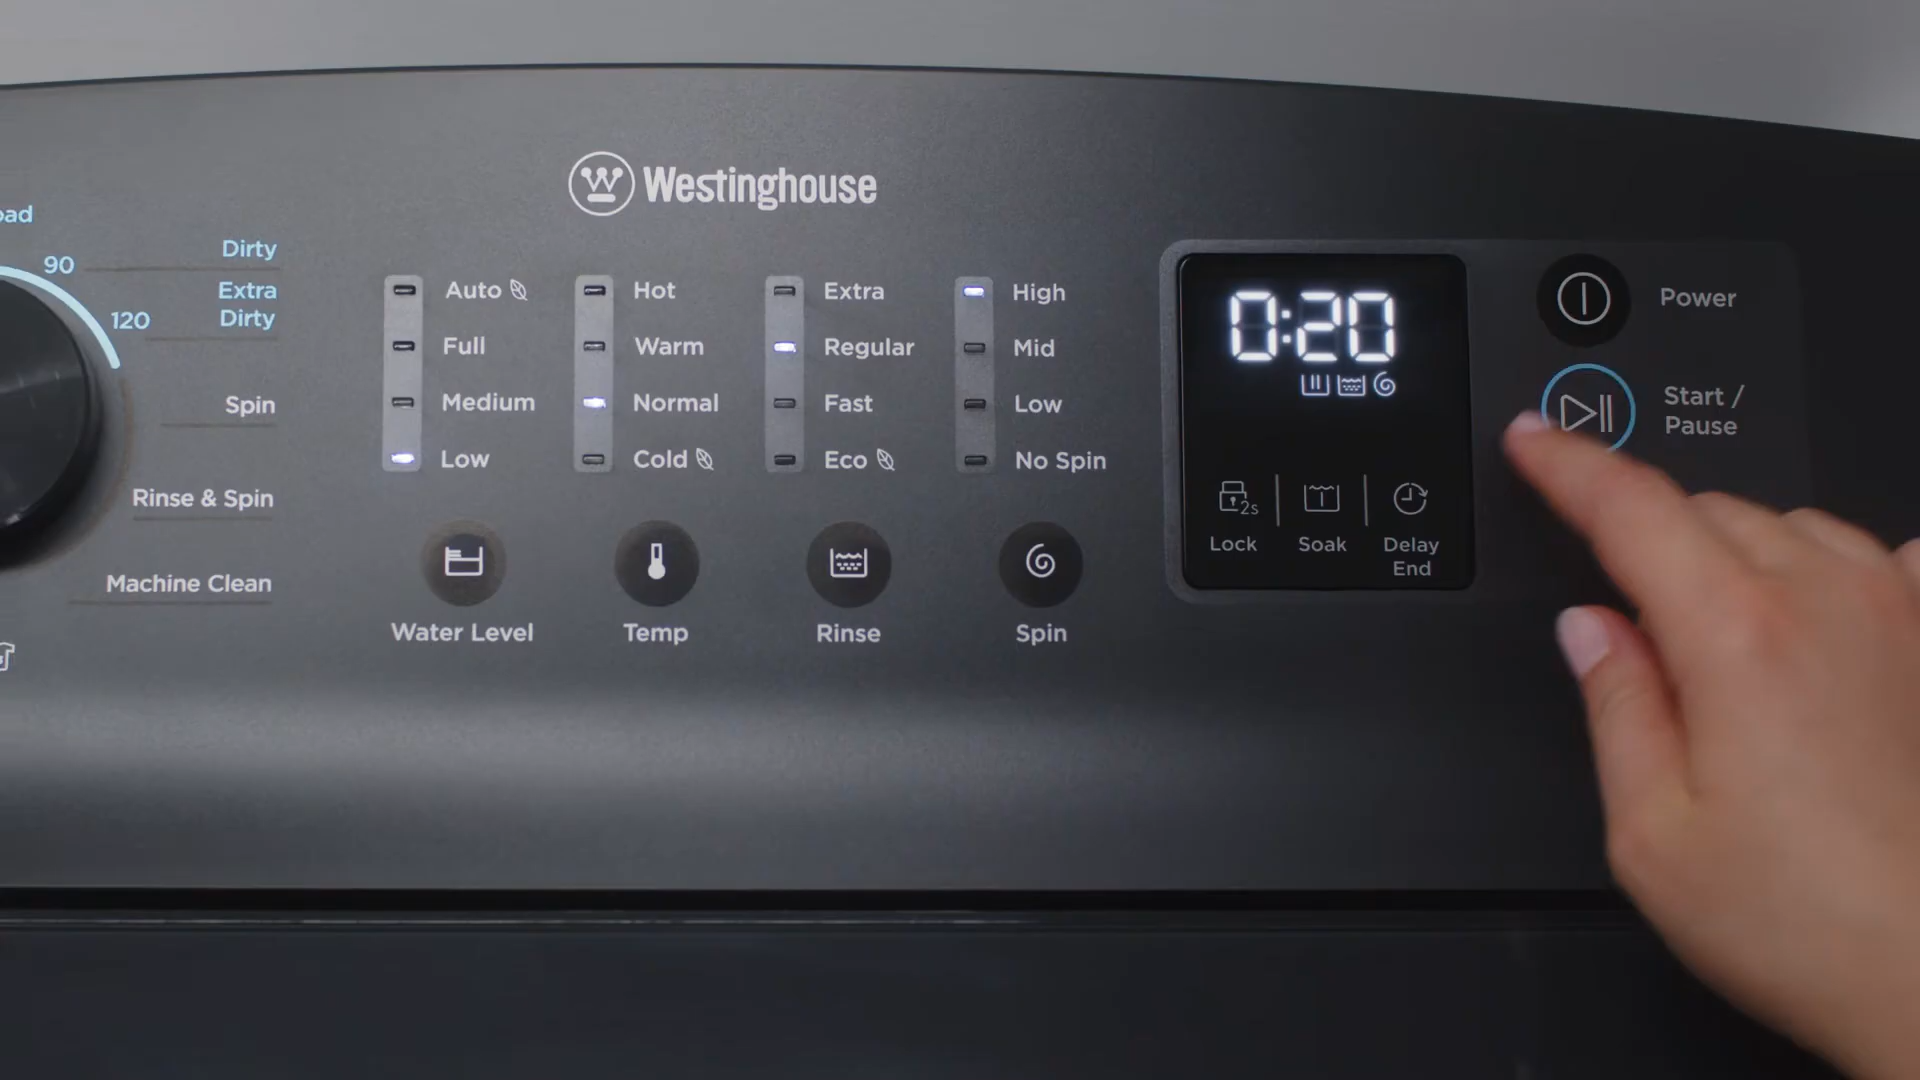 Westinghouse
90
120
Dirty
Extra
Dirty
Spin
Rinse & Spin
Machine Clean
Auto
Full
Medium
Low
Water Level
Hot
Warm
Normal
Cold
Temp
Extra
Regular
Fast
Eco
Rinse
High
Mid
Low
No Spin
Spin
0:20
2s
Lock
Soak
Delay
End
Power
Start /
Pause